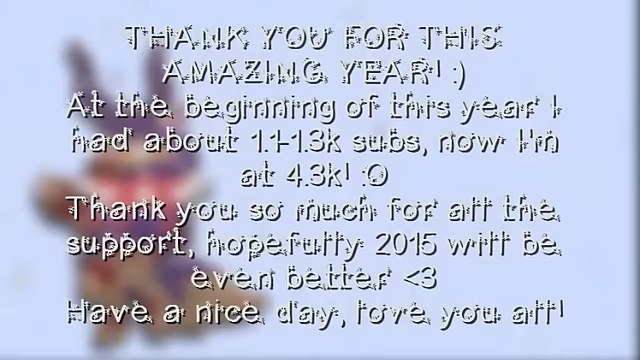 THANK YOU FOR THIS
AMAZING YEAR! :)
At the beginning of this year I
had about 1.1-1.3k subs, now I'm
at 4.3k! :O
Thank you so much for all the
support, hopefully 2015 will be
even better <3
Have a nice day, love you all!